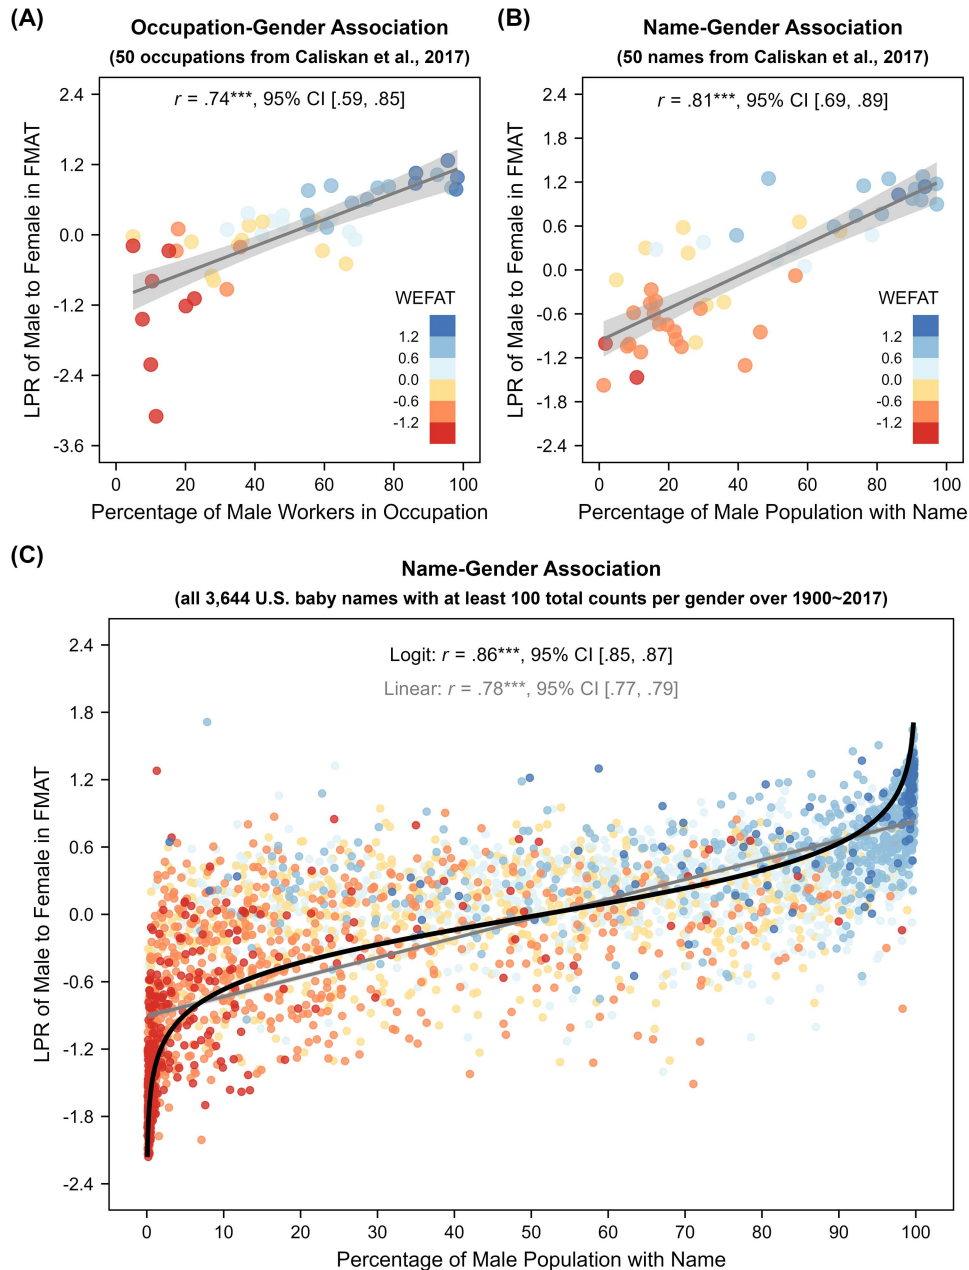 (A)
Occupation-Gender Association
(50 occupations from Caliskan et al., 2017)
r = .74***, 95% CI [.59, .85]
LPR of Male to Female in FMAT
2.4
1.2
0.0
-1.2
-2.4
-3.6
WEFAT
1.2
0.6
0.0
-0.6
-1.2
0 20 40 60 80 100
Percentage of Male Workers in Occupation
(B)
Name-Gender Association
(50 names from Caliskan et al., 2017)
r = .81***, 95% CI [.69, .89]
LPR of Male to Female in FMAT
2.4
1.8
1.2
0.6
0.0
-0.6
-1.2
-1.8
-2.4
WEFAT
1.2
0.6
0.0
-0.6
-1.2
0 20 40 60 80 100
Percentage of Male Population with Name
(C)
Name-Gender Association
(all 3,644 U.S. baby names with at least 100 total counts per gender over 1900~2017)
Logit: r = .86***, 95% CI [.85, .87]
Linear: r = .78***, 95% CI [.77, .79]
LPR of Male to Female in FMAT
2.4
1.8
1.2
0.6
0.0
-0.6
-1.2
-1.8
-2.4
0 10 20 30 40 50 60 70 80 90 100
Percentage of Male Population with Name